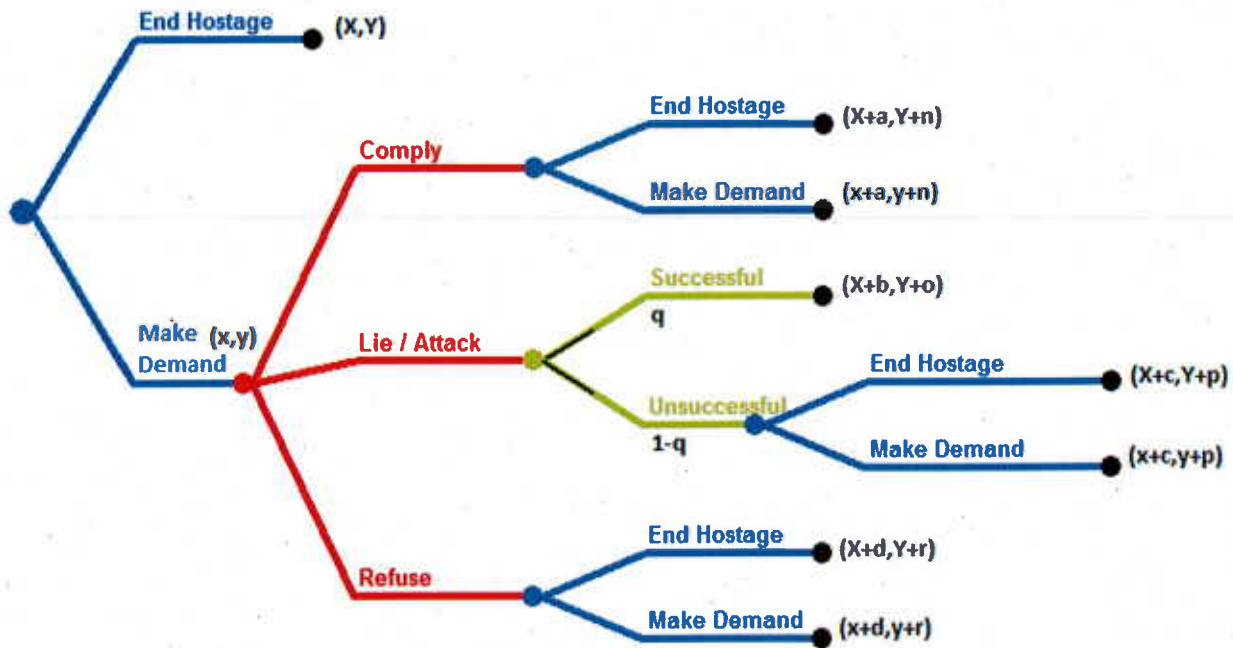 End Hostage (X,Y)
End Hostage (X+a,Y+n)
Comply
Make Demand (x+a,y+n)
Successful (X+b,Y+o)
q
Make (x,y)
Demand
Lie / Attack
End Hostage (X+c,Y+p)
Unsuccessful
1-q
Make Demand (x+c,y+p)
End Hostage (X+d,Y+r)
Refuse
Make Demand (x+d,y+r)